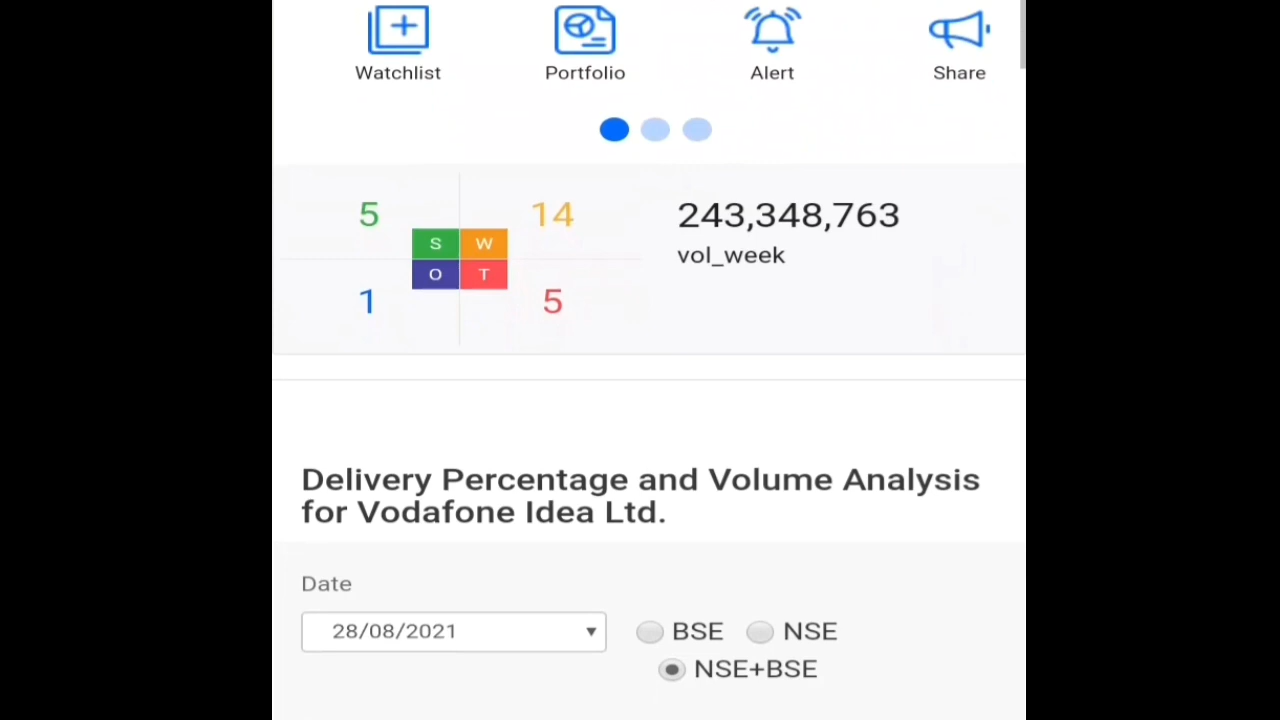 Watchlist Portfolio Alert Share
5 14
S W
O T
1 5
243,348,763
vol_week
Delivery Percentage and Volume Analysis
for Vodafone Idea Ltd.
Date
28/08/2021
BSE NSE
NSE+BSE